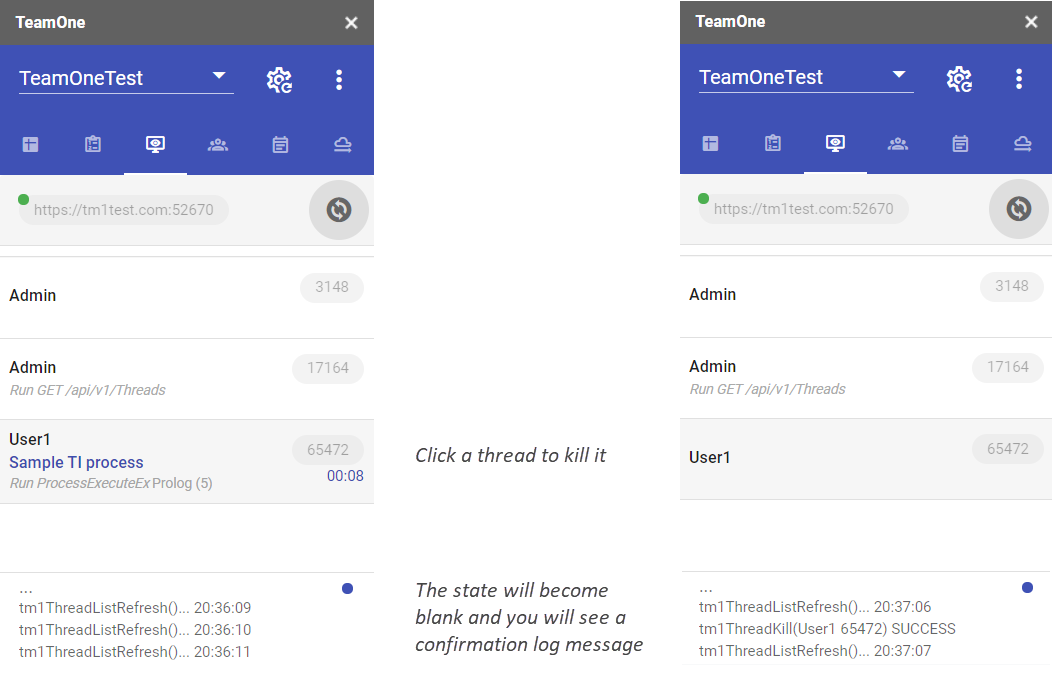 TeamOne
TeamOneTest
https://tm1test.com:52670
Admin
3148
Admin
17164
Run GET /api/v1/Threads
User1
65472
Sample TI process
00:08
Run ProcessExecuteEx Prolog (5)
...
tm1ThreadListRefresh()... 20:36:09
tm1ThreadListRefresh()... 20:36:10
tm1ThreadListRefresh()... 20:36:11
Click a thread to kill it
The state will become
blank and you will see a
confirmation log message
TeamOne
TeamOneTest
https://tm1test.com:52670
Admin
3148
Admin
17164
Run GET /api/v1/Threads
User1
65472
...
tm1ThreadListRefresh()... 20:37:06
tm1ThreadKill(User1 65472) SUCCESS
tm1ThreadListRefresh()... 20:37:07